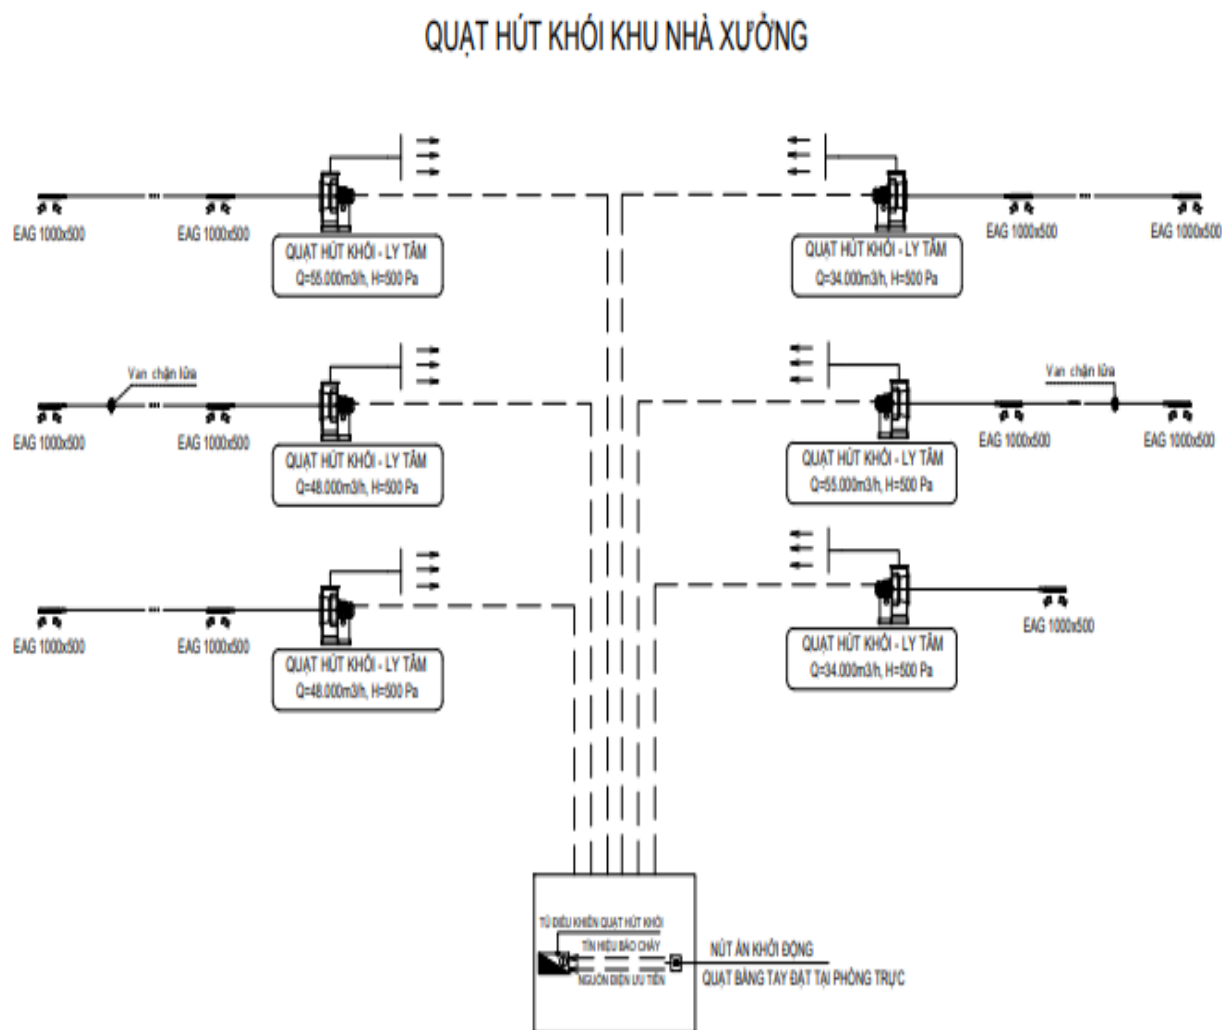 QUẠT HÚT KHÓI KHU NHÀ XƯỞNG
EAG 1000x500
EAG 1000x500
QUẠT HÚT KHÓI - LY TÂM
Q=55.000m3/h, H=500 Pa
QUẠT HÚT KHÓI - LY TÂM
Q=34.000m3/h, H=500 Pa
EAG 1000x500
EAG 1000x500
Van chặn lửa
EAG 1000x500
EAG 1000x500
QUẠT HÚT KHÓI - LY TÂM
Q=48.000m3/h, H=500 Pa
QUẠT HÚT KHÓI - LY TÂM
Q=55.000m3/h, H=500 Pa
Van chặn lửa
EAG 1000x500
EAG 1000x500
EAG 1000x500
EAG 1000x500
QUẠT HÚT KHÓI - LY TÂM
Q=48.000m3/h, H=500 Pa
QUẠT HÚT KHÓI - LY TÂM
Q=34.000m3/h, H=500 Pa
EAG 1000x500
TỦ ĐIỀU KHIỂN QUẠT HÚT KHÓI
TÍN HIỆU BÁO CHÁY
NGUỒN ĐIỆN ƯU TIÊN
NÚT ẤN KHỞI ĐỘNG
QUẠT BẰNG TAY ĐẶT TẠI PHÒNG TRỰC